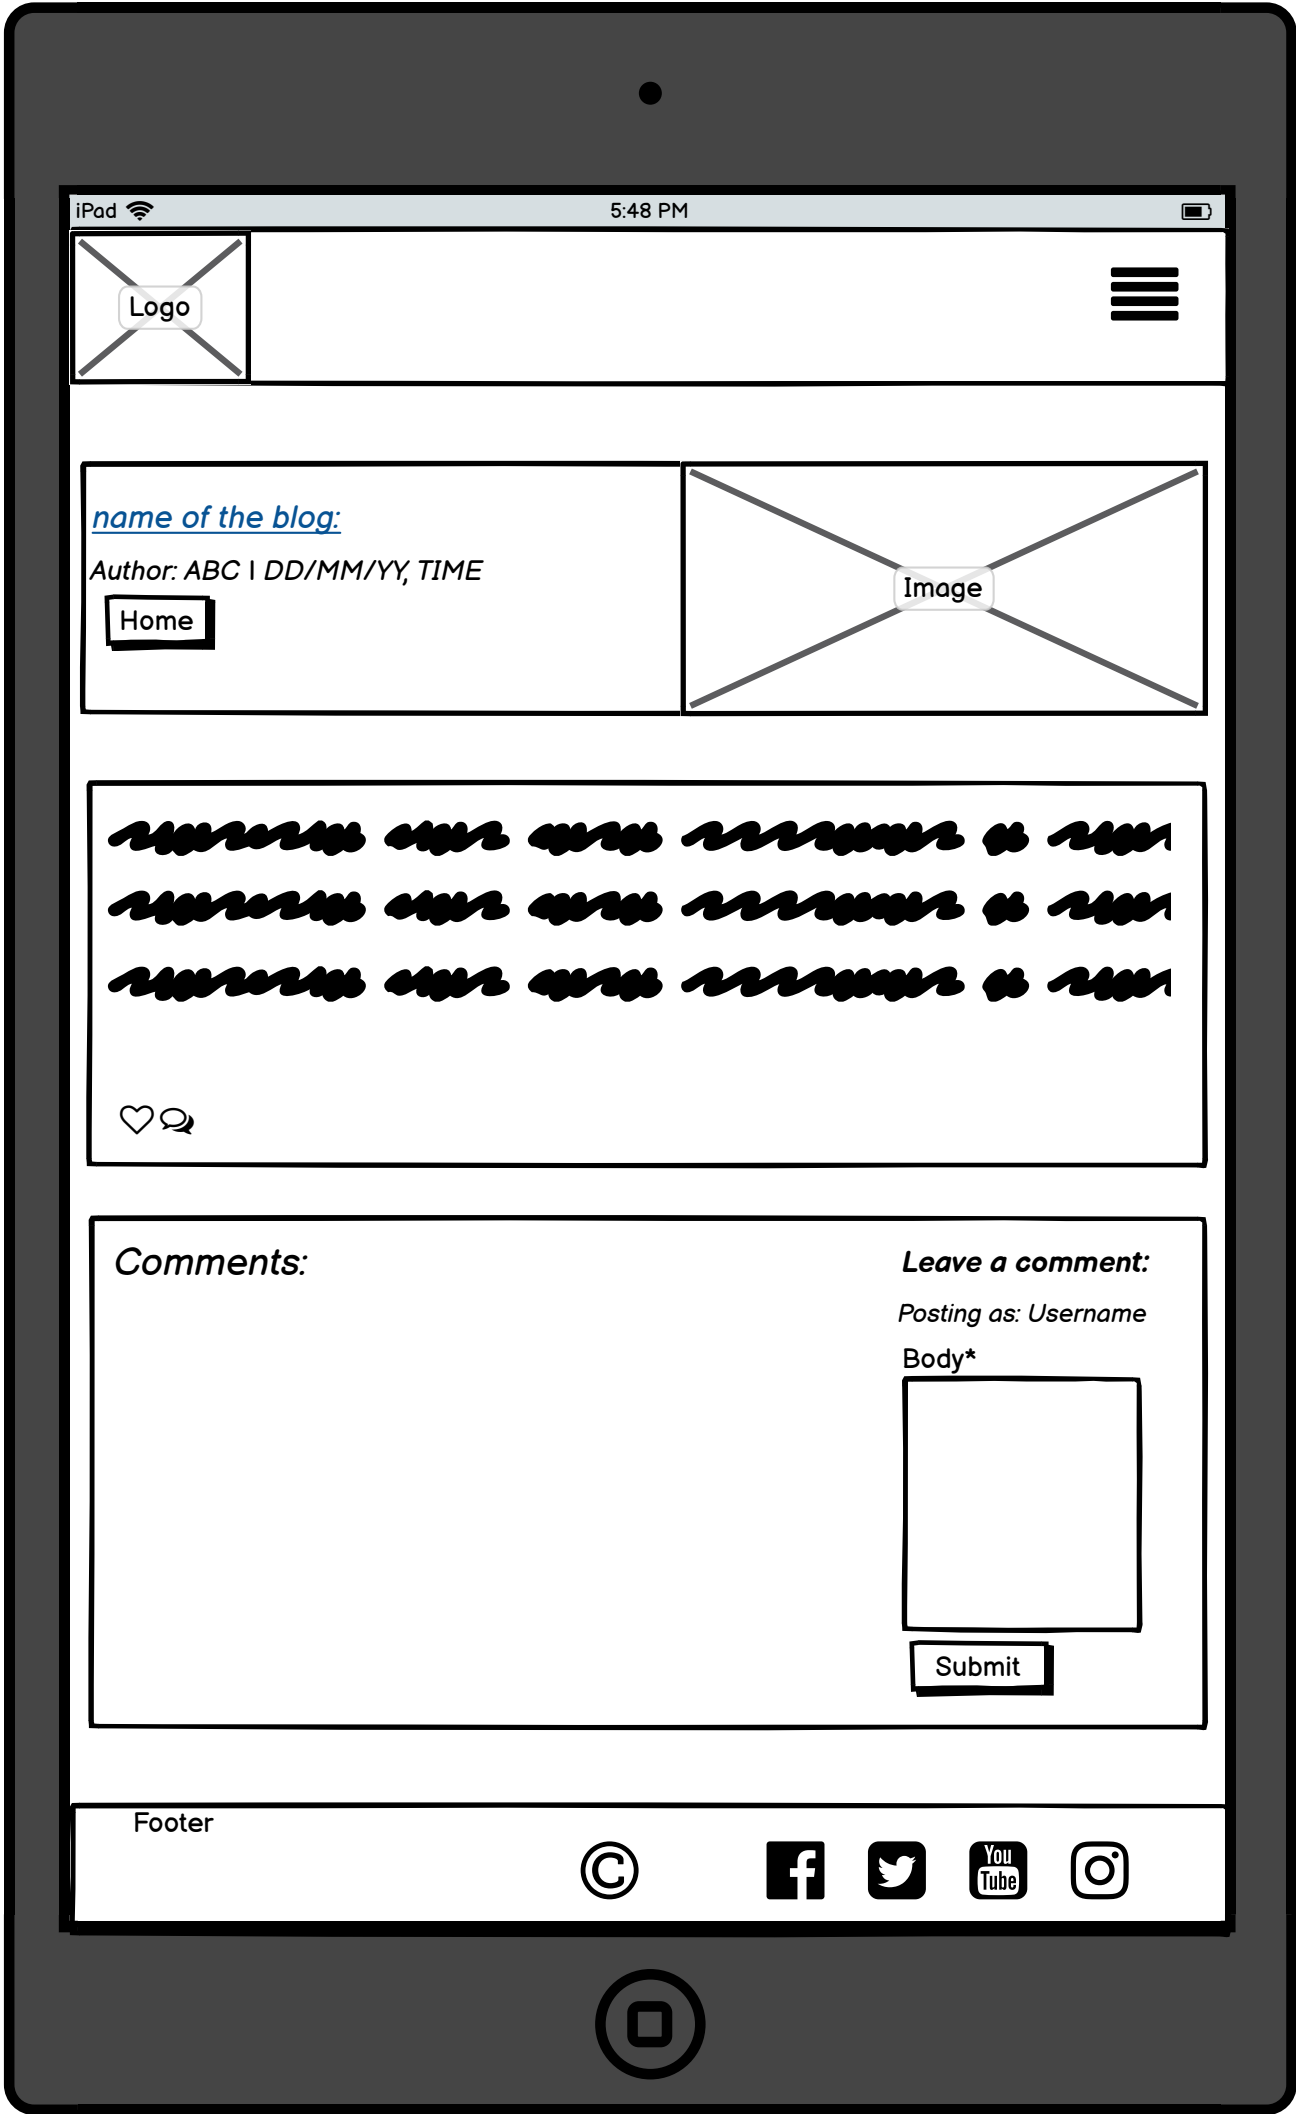 iPad 5:48 PM
Logo
name of the blog:
Author: ABC | DD/MM/YY, TIME
Home
Image
Comments:
Leave a comment:
Posting as: Username
Body*
Submit
Footer
©
You
Tube